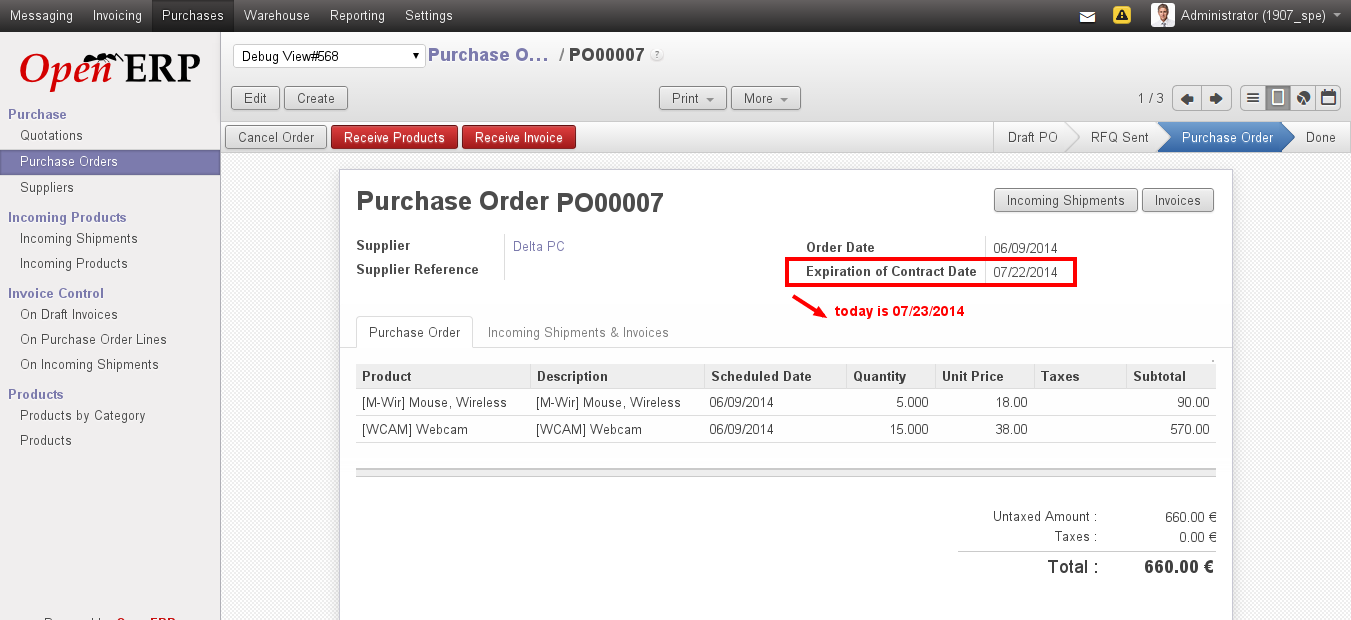 Messaging Invoicing Purchases Warehouse Reporting Settings Administrator (1907_spe)
Open ERP
Debug View#568 Purchase O... / PO00007 ?
Edit Create Print More 1 / 3
Cancel Order Receive Products Receive Invoice Draft PO RFQ Sent Purchase Order Done
Purchase
Quotations
Purchase Orders
Suppliers
Incoming Products
Incoming Shipments
Incoming Products
Invoice Control
On Draft Invoices
On Purchase Order Lines
On Incoming Shipments
Products
Products by Category
Products
Purchase Order PO00007
Incoming Shipments Invoices
Supplier Delta PC
Supplier Reference
Order Date 06/09/2014
Expiration of Contract Date 07/22/2014
today is 07/23/2014
Purchase Order Incoming Shipments & Invoices
Product Description Scheduled Date Quantity Unit Price Taxes Subtotal
[M-Wir] Mouse, Wireless [M-Wir] Mouse, Wireless 06/09/2014 5.000 18.00 90.00
[WCAM] Webcam [WCAM] Webcam 06/09/2014 15.000 38.00 570.00
Untaxed Amount : 660.00 €
Taxes : 0.00 €
Total : 660.00 €